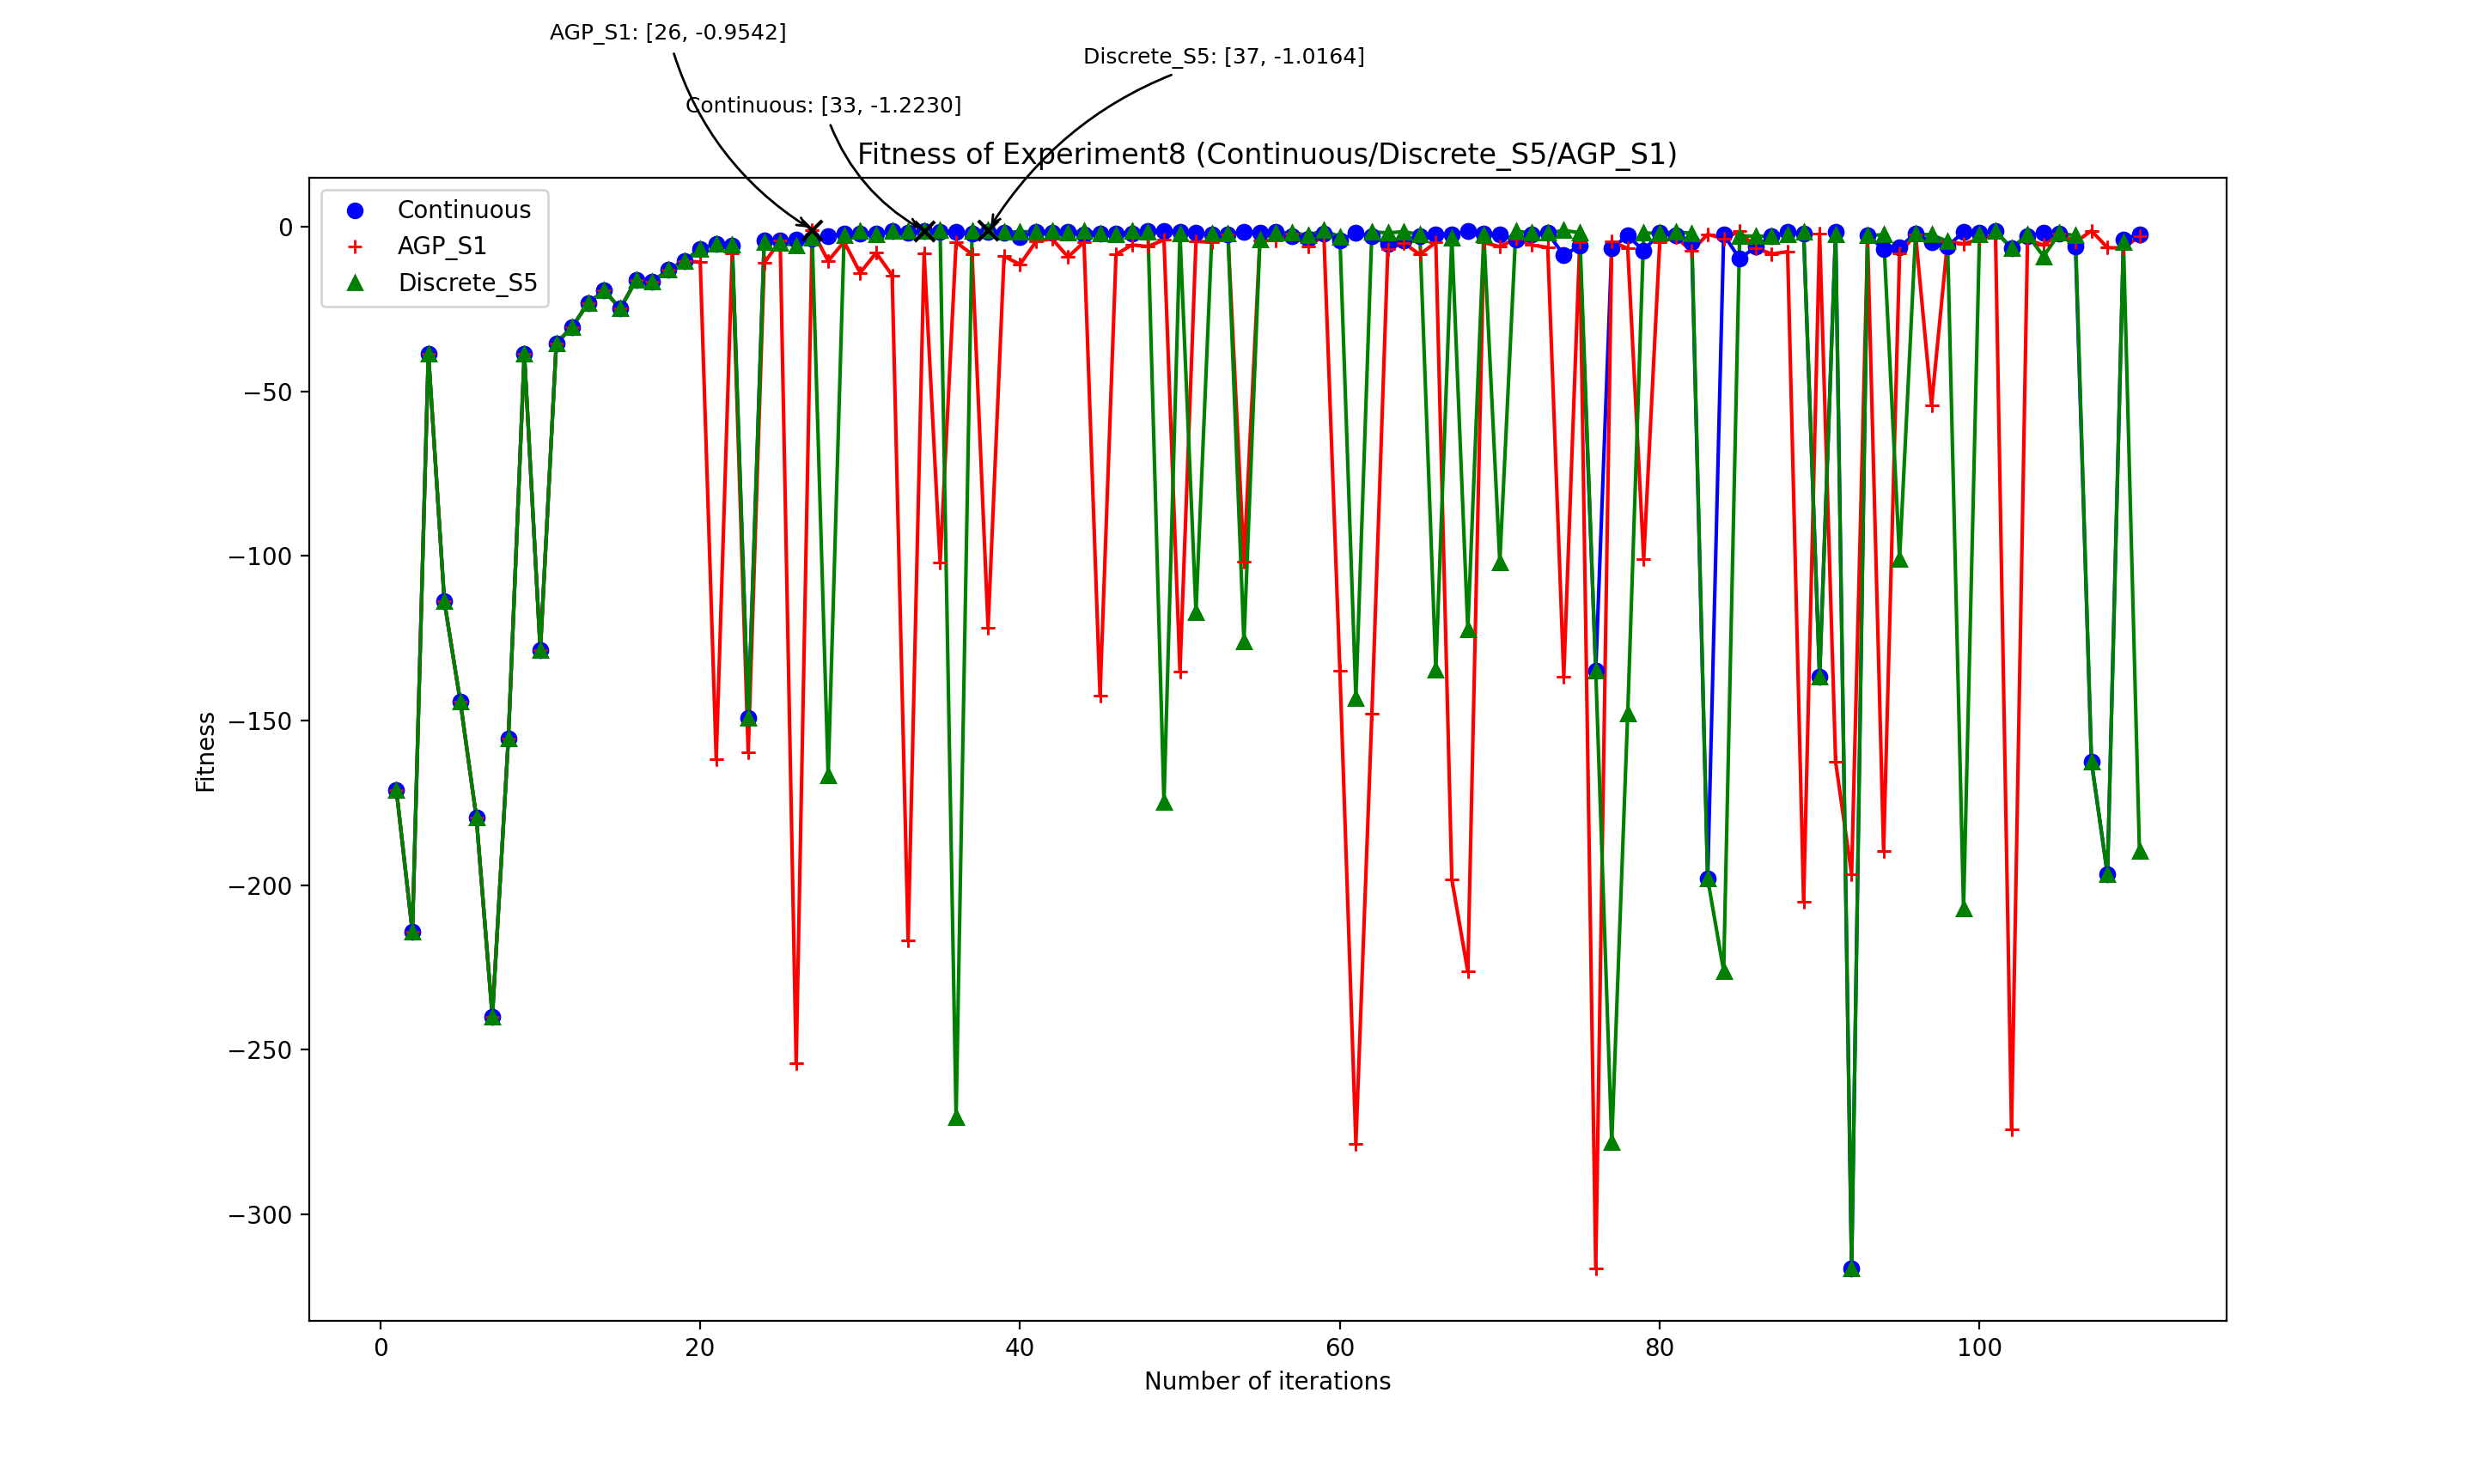 AGP_S1: [26, -0.9542]
Discrete_S5: [37, -1.0164]
Continuous: [33, -1.2230]
Fitness of Experiment8 (Continuous/Discrete_S5/AGP_S1)
Continuous
AGP_S1
Discrete_S5
0
−50
−100
−150
−200
−250
−300
Fitness
0 20 40 60 80 100
Number of iterations